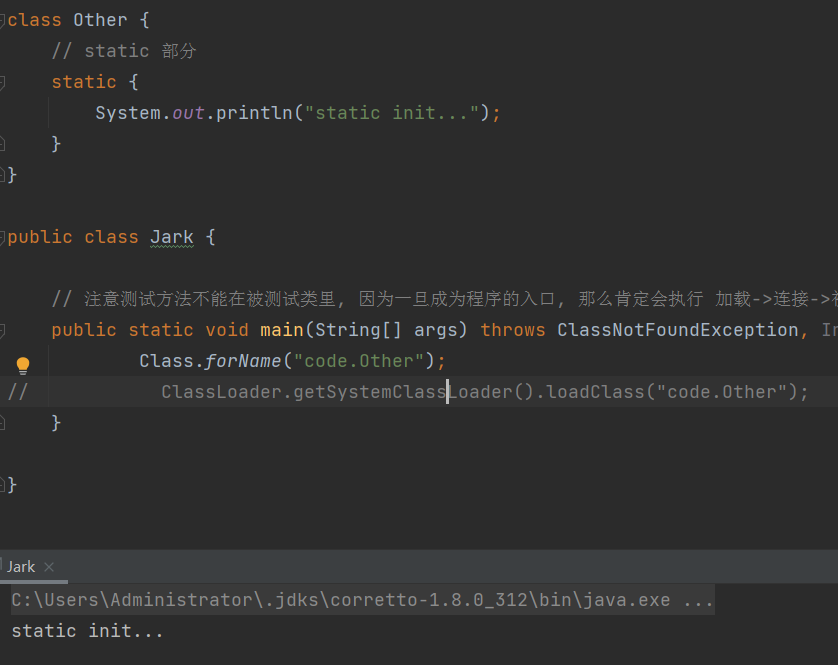 class Other {
// static 部分
static {
System.out.println("static init...");
}
}
public class Jark {
// 注意测试方法不能在被测试类里, 因为一旦成为程序的入口, 那么肯定会执行 加载->连接->
public static void main(String[] args) throws ClassNotFoundException, In
Class.forName("code.Other");
// ClassLoader.getSystemClassLoader().loadClass("code.Other");
}
}
Jark
C:\Users\Administrator\.jdks\corretto-1.8.0_312\bin\java.exe ...
static init...